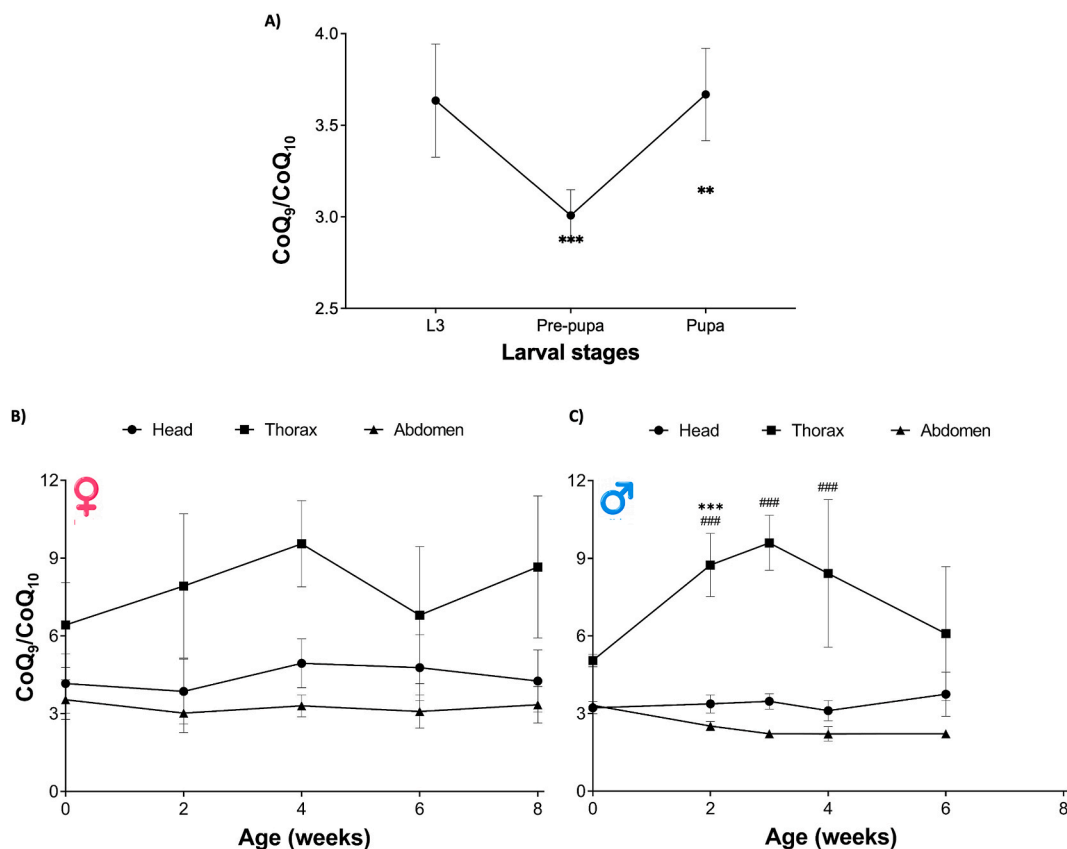 A)
4.0
3.5
3.0
2.5
CoQ9/CoQ10
***
**
L3 Pre-pupa Pupa
Larval stages
B)
Head Thorax Abdomen
♀
12
9
6
3
0
CoQ9/CoQ10
0 2 4 6 8
Age (weeks)
C)
Head Thorax Abdomen
♂
12
9
6
3
0
***
###
###
###
0 2 4 6 8
Age (weeks)